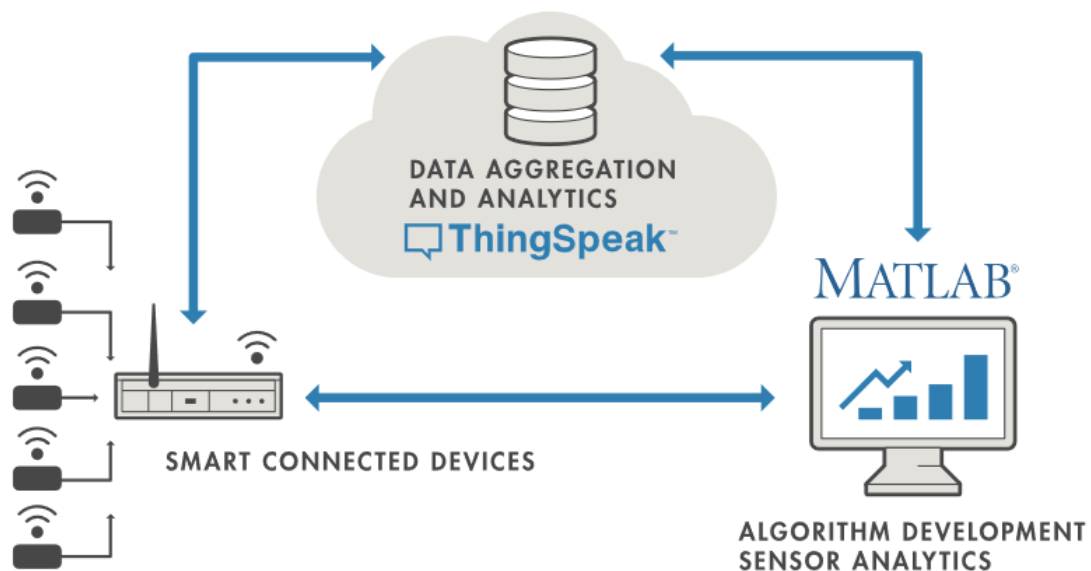 DATA AGGREGATION
AND ANALYTICS
ThingSpeak™
MATLAB®
SMART CONNECTED DEVICES
ALGORITHM DEVELOPMENT
SENSOR ANALYTICS